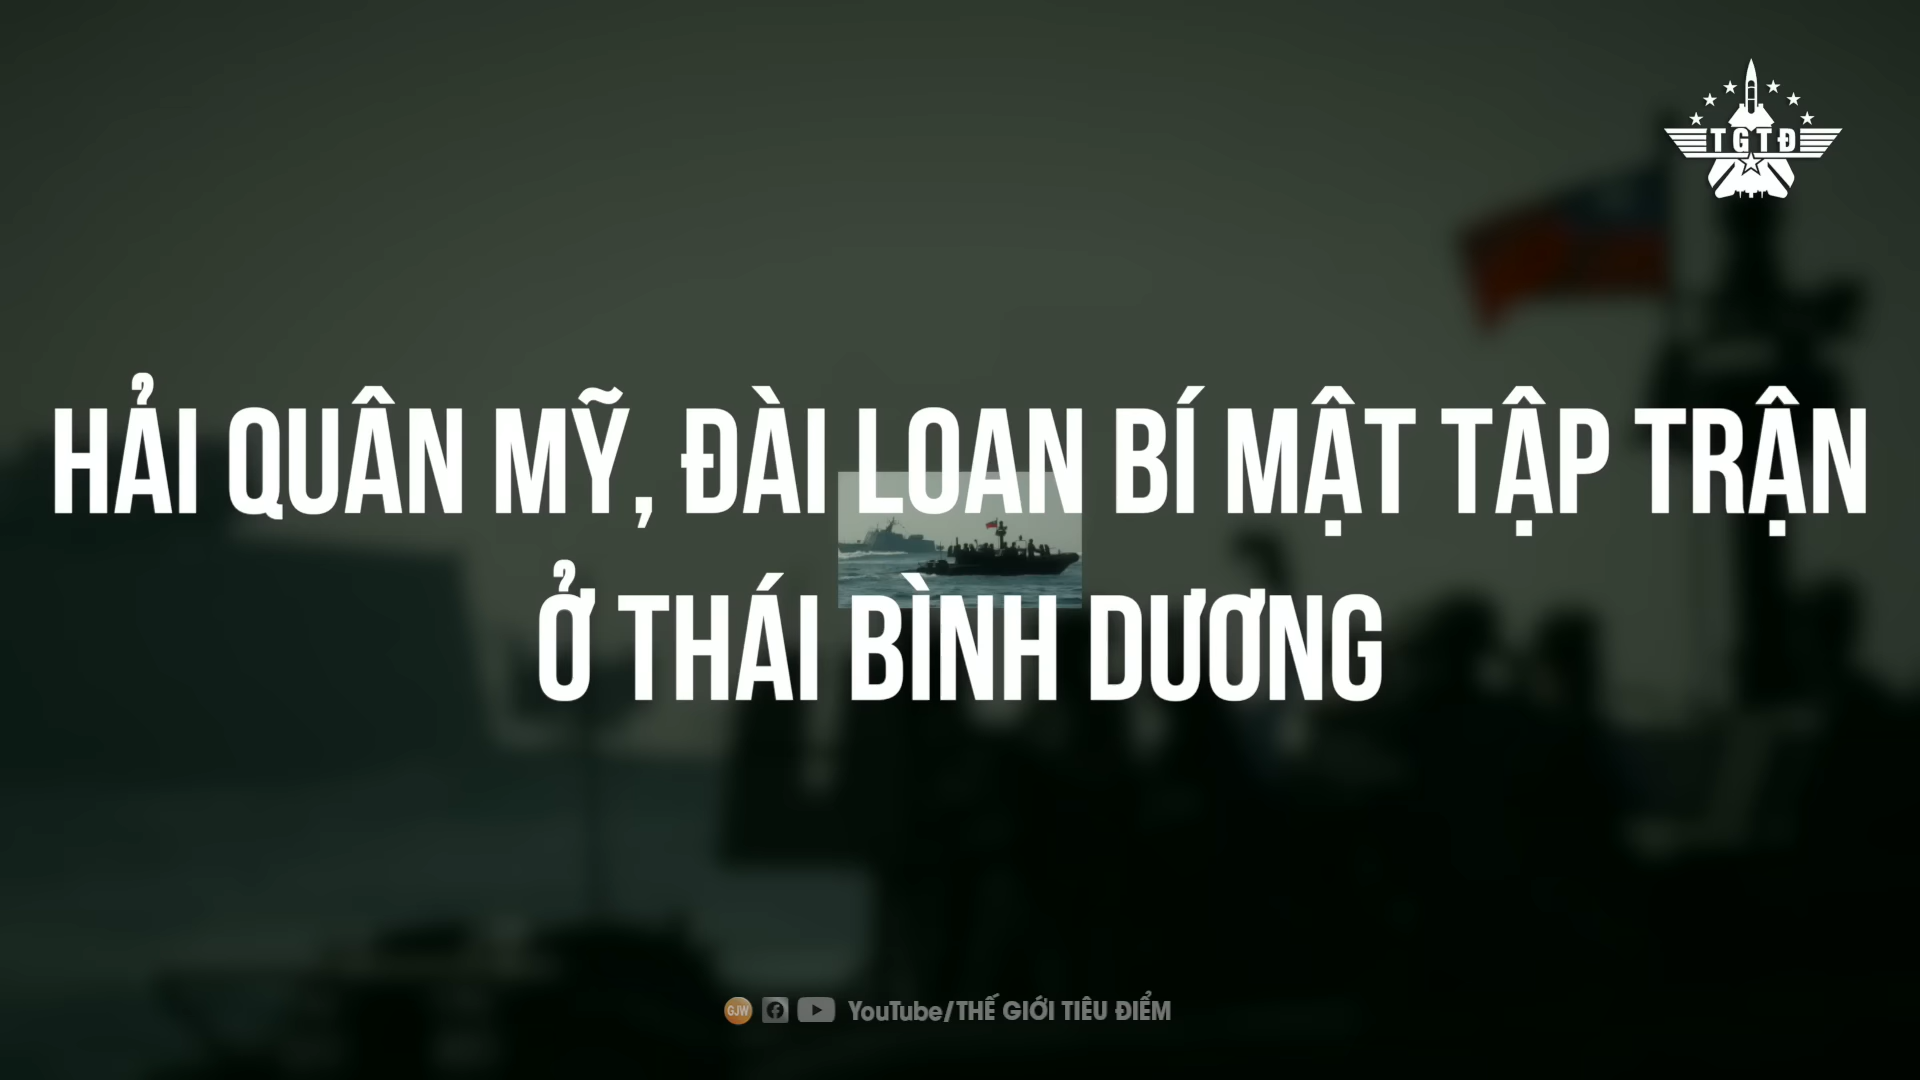 TGTĐ
HẢI QUÂN MỸ, ĐÀI LOAN BÍ MẬT TẬP TRẬN
Ở THÁI BÌNH DƯƠNG
GJW YouTube/THẾ GIỚI TIÊU ĐIỂM